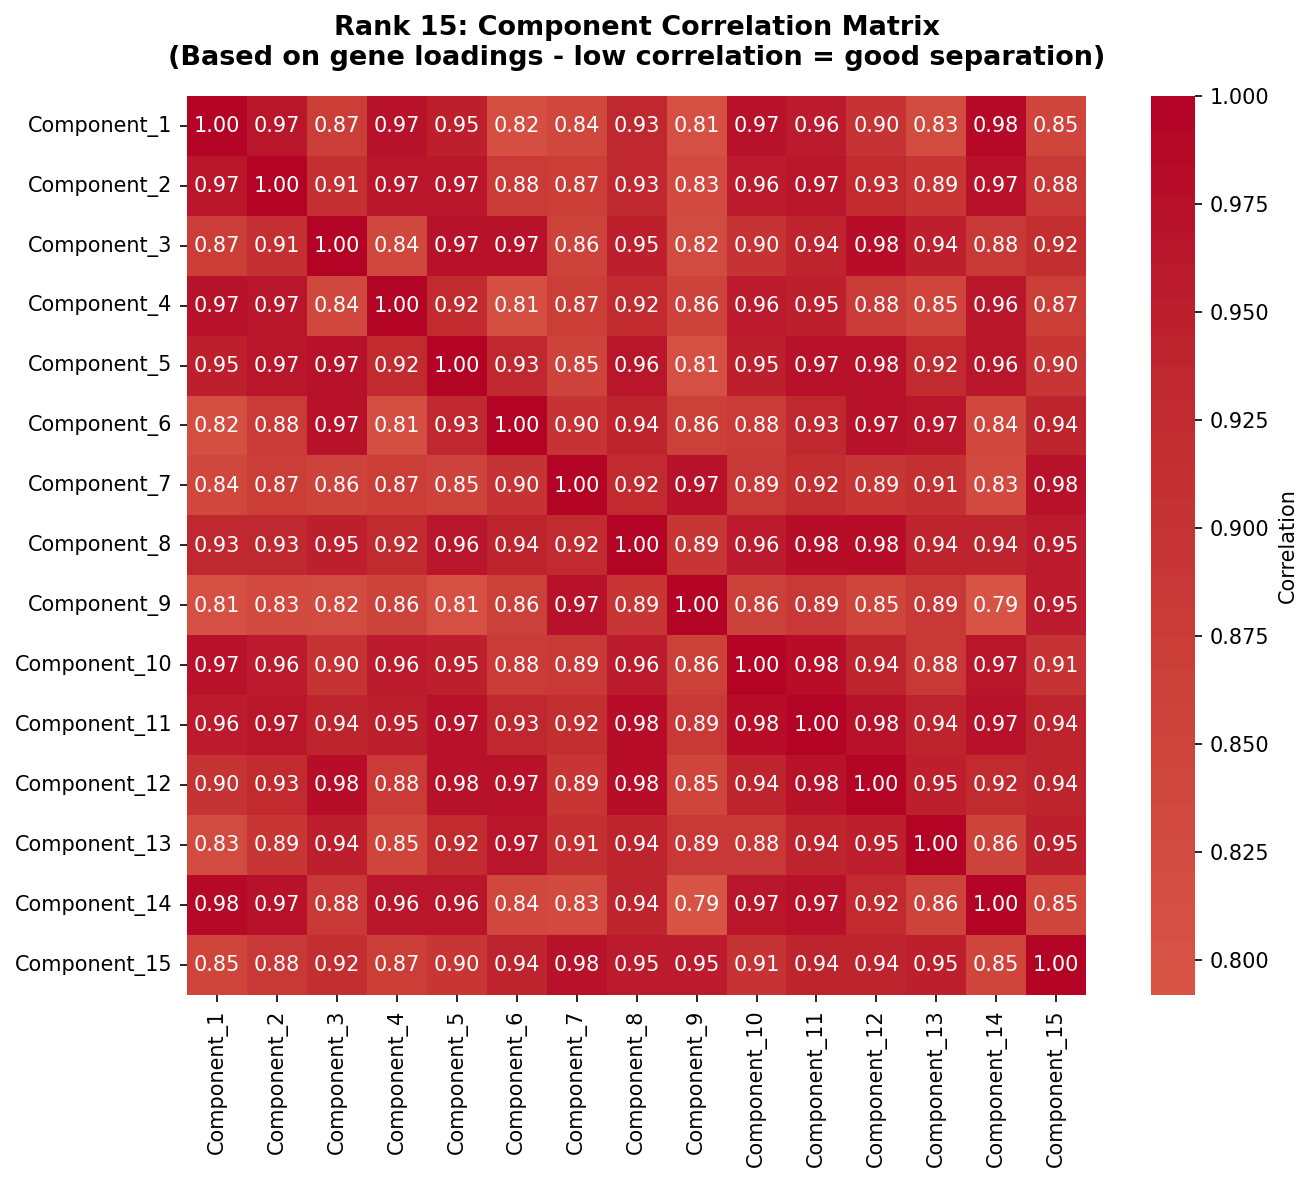 Rank 15: Component Correlation Matrix
(Based on gene loadings - low correlation = good separation)
Component_1 1.00 0.97 0.87 0.97 0.95 0.82 0.84 0.93 0.81 0.97 0.96 0.90 0.83 0.98 0.85
Component_2 0.97 1.00 0.91 0.97 0.97 0.88 0.87 0.93 0.83 0.96 0.97 0.93 0.89 0.97 0.88
Component_3 0.87 0.91 1.00 0.84 0.97 0.97 0.86 0.95 0.82 0.90 0.94 0.98 0.94 0.88 0.92
Component_4 0.97 0.97 0.84 1.00 0.92 0.81 0.87 0.92 0.86 0.96 0.95 0.88 0.85 0.96 0.87
Component_5 0.95 0.97 0.97 0.92 1.00 0.93 0.85 0.96 0.81 0.95 0.97 0.98 0.92 0.96 0.90
Component_6 0.82 0.88 0.97 0.81 0.93 1.00 0.90 0.94 0.86 0.88 0.93 0.97 0.97 0.84 0.94
Component_7 0.84 0.87 0.86 0.87 0.85 0.90 1.00 0.92 0.97 0.89 0.92 0.89 0.91 0.83 0.98
Component_8 0.93 0.93 0.95 0.92 0.96 0.94 0.92 1.00 0.89 0.96 0.98 0.98 0.94 0.94 0.95
Component_9 0.81 0.83 0.82 0.86 0.81 0.86 0.97 0.89 1.00 0.86 0.89 0.85 0.89 0.79 0.95
Component_10 0.97 0.96 0.90 0.96 0.95 0.88 0.89 0.96 0.86 1.00 0.98 0.94 0.88 0.97 0.91
Component_11 0.96 0.97 0.94 0.95 0.97 0.93 0.92 0.98 0.89 0.98 1.00 0.98 0.94 0.97 0.94
Component_12 0.90 0.93 0.98 0.88 0.98 0.97 0.89 0.98 0.85 0.94 0.98 1.00 0.95 0.92 0.94
Component_13 0.83 0.89 0.94 0.85 0.92 0.97 0.91 0.94 0.89 0.88 0.94 0.95 1.00 0.86 0.95
Component_14 0.98 0.97 0.88 0.96 0.96 0.84 0.83 0.94 0.79 0.97 0.97 0.92 0.86 1.00 0.85
Component_15 0.85 0.88 0.92 0.87 0.90 0.94 0.98 0.95 0.95 0.91 0.94 0.94 0.95 0.85 1.00
Component_1
Component_2
Component_3
Component_4
Component_5
Component_6
Component_7
Component_8
Component_9
Component_10
Component_11
Component_12
Component_13
Component_14
Component_15
1.000
0.975
0.950
0.925
0.900
0.875
0.850
0.825
0.800
Correlation